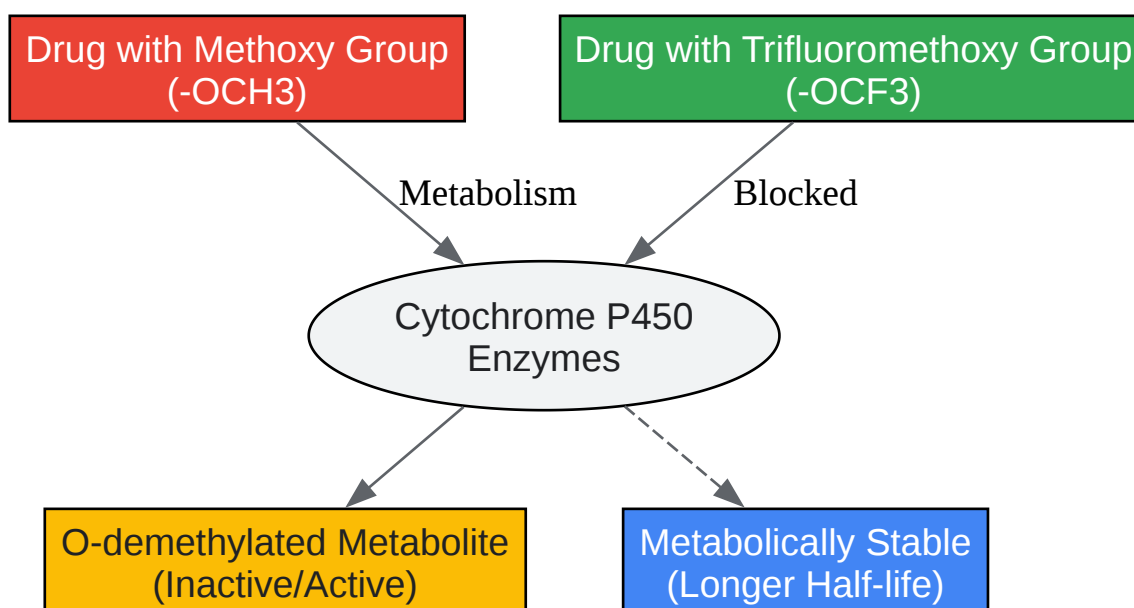 Drug with Methoxy Group
(-OCH3)
Drug with Trifluoromethoxy Group
(-OCF3)
Metabolism
Blocked
Cytochrome P450
Enzymes
O-demethylated Metabolite
(Inactive/Active)
Metabolically Stable
(Longer Half-life)